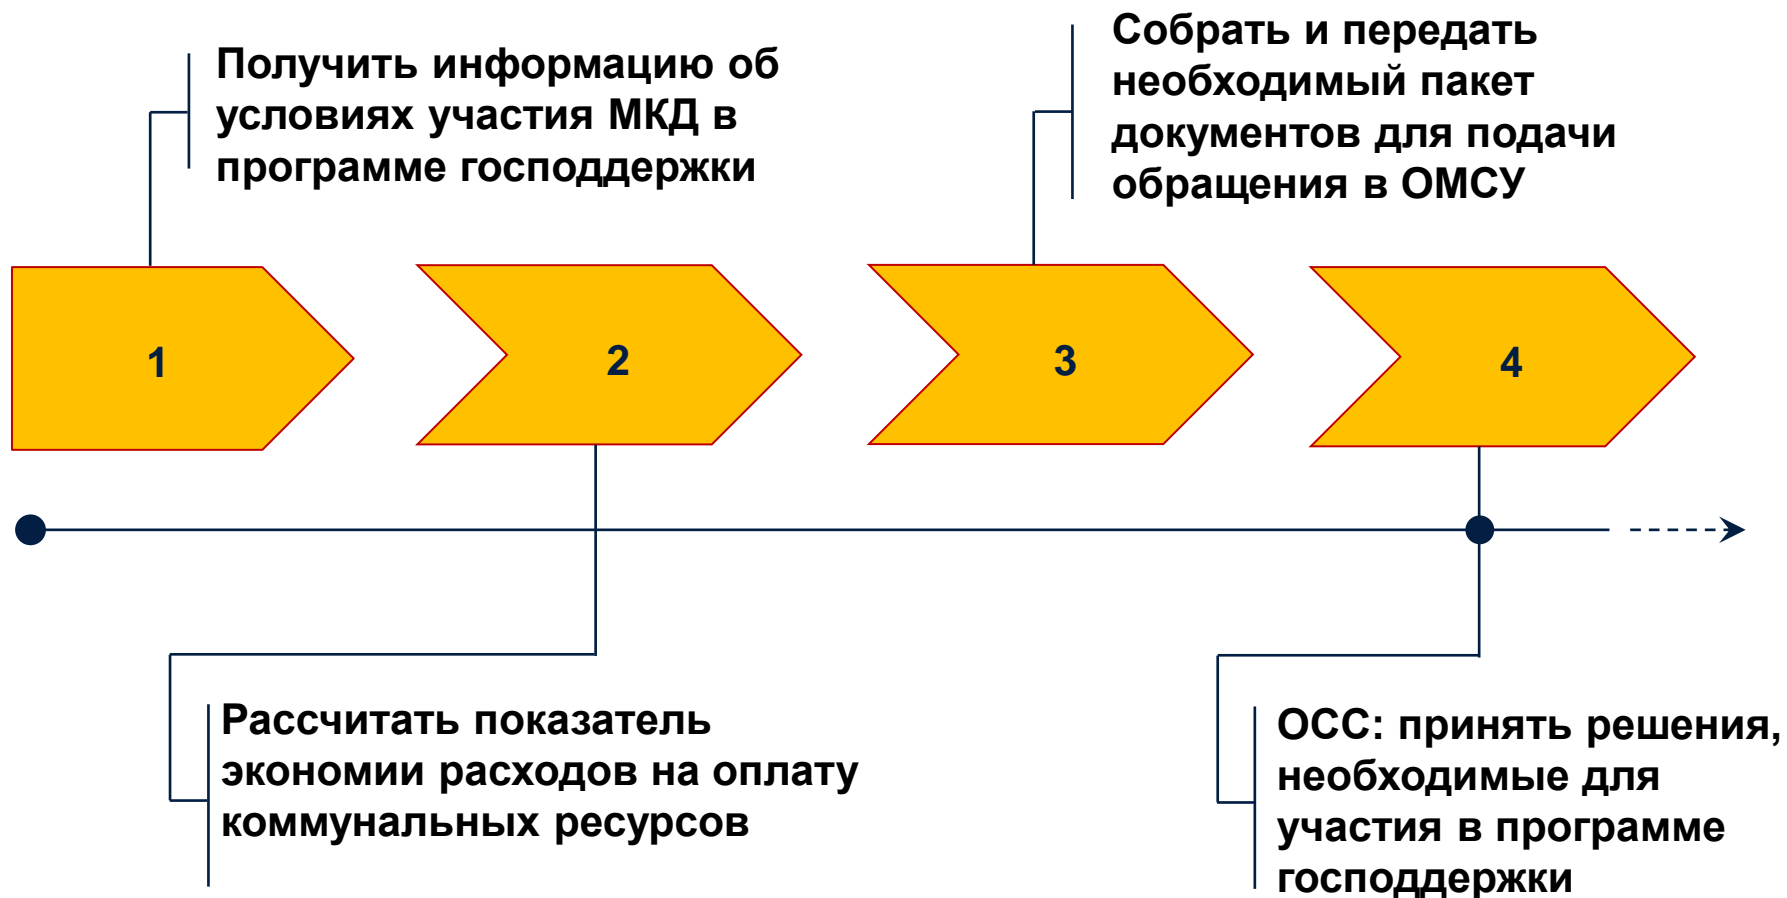 Получить информацию об
условиях участия МКД в
программе господдержки
Собрать и передать
необходимый пакет
документов для подачи
обращения в ОМСУ
1
2
3
4
Рассчитать показатель
экономии расходов на оплату
коммунальных ресурсов
ОСС: принять решения,
необходимые для
участия в программе
господдержки